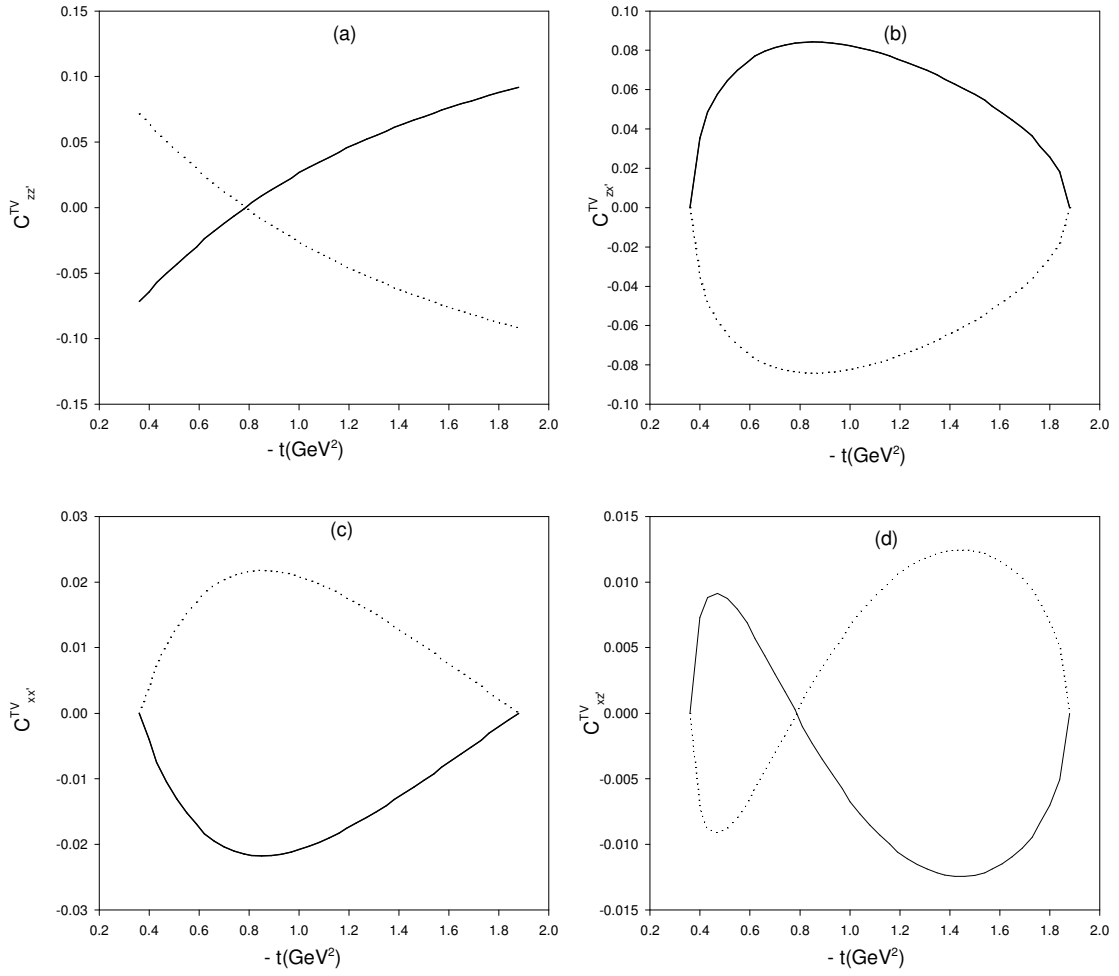 (a)
0.15
0.10
0.05
0.00
-0.05
-0.10
-0.15
C^TV_zz'
0.2 0.4 0.6 0.8 1.0 1.2 1.4 1.6 1.8 2.0
- t(GeV²)
(b)
0.10
0.08
0.06
0.04
0.02
0.00
-0.02
-0.04
-0.06
-0.08
-0.10
C^TV_zx'
0.2 0.4 0.6 0.8 1.0 1.2 1.4 1.6 1.8 2.0
- t(GeV²)
(c)
0.03
0.02
0.01
0.00
-0.01
-0.02
-0.03
C^TV_xx'
0.2 0.4 0.6 0.8 1.0 1.2 1.4 1.6 1.8 2.0
- t(GeV²)
(d)
0.015
0.010
0.005
0.000
-0.005
-0.010
-0.015
C^TV_xz'
0.2 0.4 0.6 0.8 1.0 1.2 1.4 1.6 1.8 2.0
- t(GeV²)